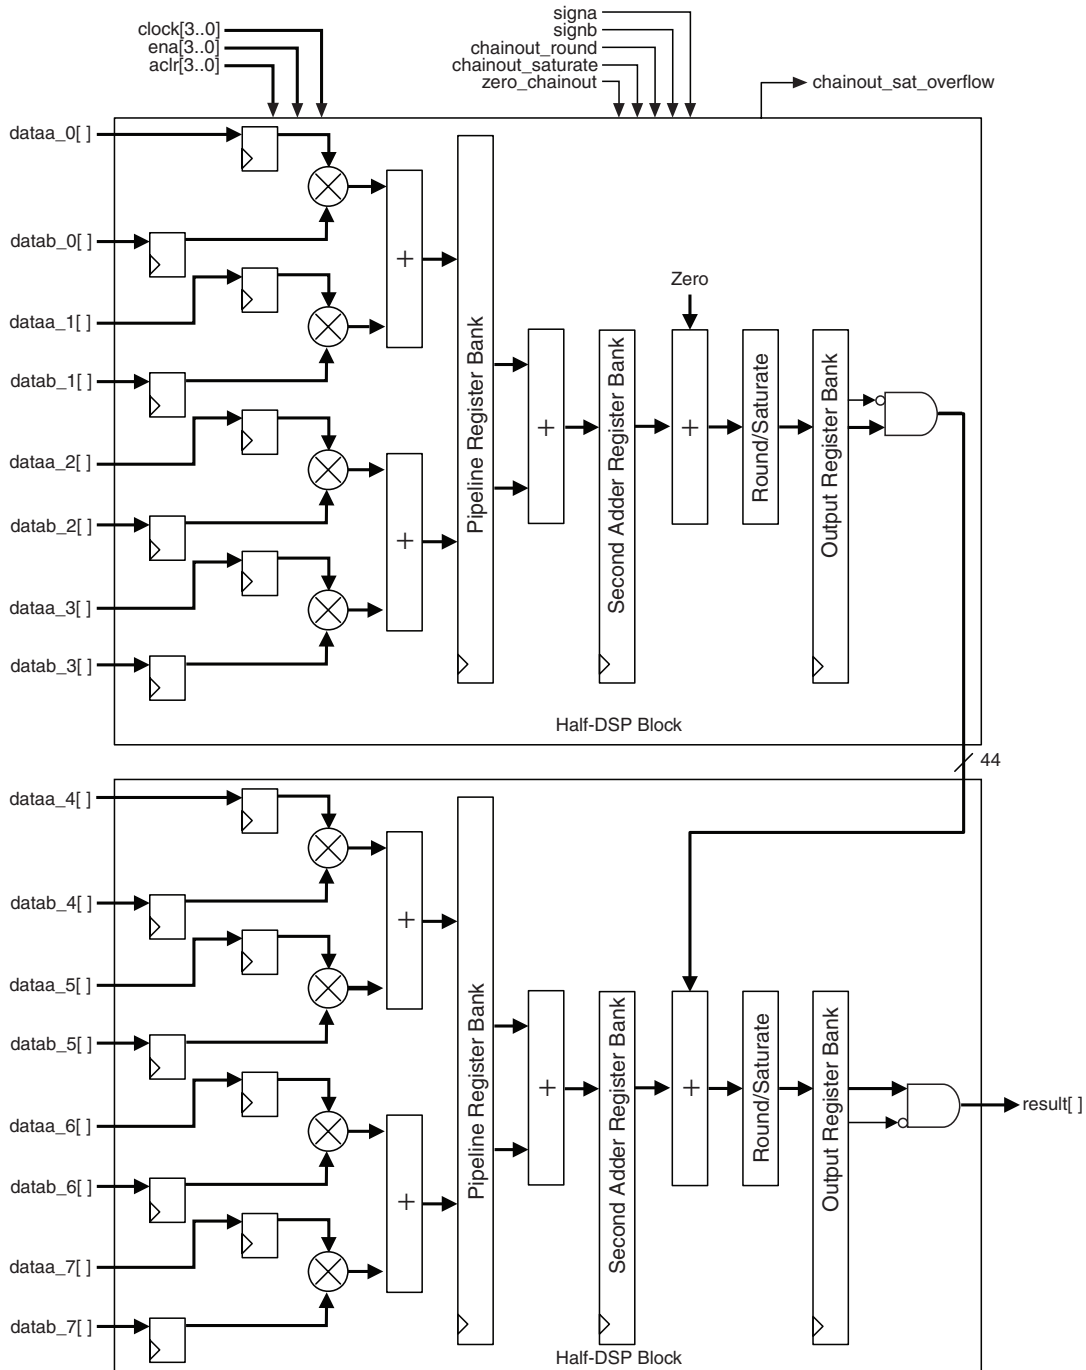 clock[3..0]
ena[3..0]
aclr[3..0]
signa
signb
chainout_round
chainout_saturate
zero_chainout
chainout_sat_overflow
dataa_0[ ]
datab_0[ ]
dataa_1[ ]
datab_1[ ]
dataa_2[ ]
datab_2[ ]
dataa_3[ ]
datab_3[ ]
+
+
Pipeline Register Bank
+
Second Adder Register Bank
Zero
+
Round/Saturate
Output Register Bank
Half-DSP Block
44
dataa_4[ ]
datab_4[ ]
dataa_5[ ]
datab_5[ ]
dataa_6[ ]
datab_6[ ]
dataa_7[ ]
datab_7[ ]
+
+
Pipeline Register Bank
+
Second Adder Register Bank
+
Round/Saturate
Output Register Bank
result[ ]
Half-DSP Block